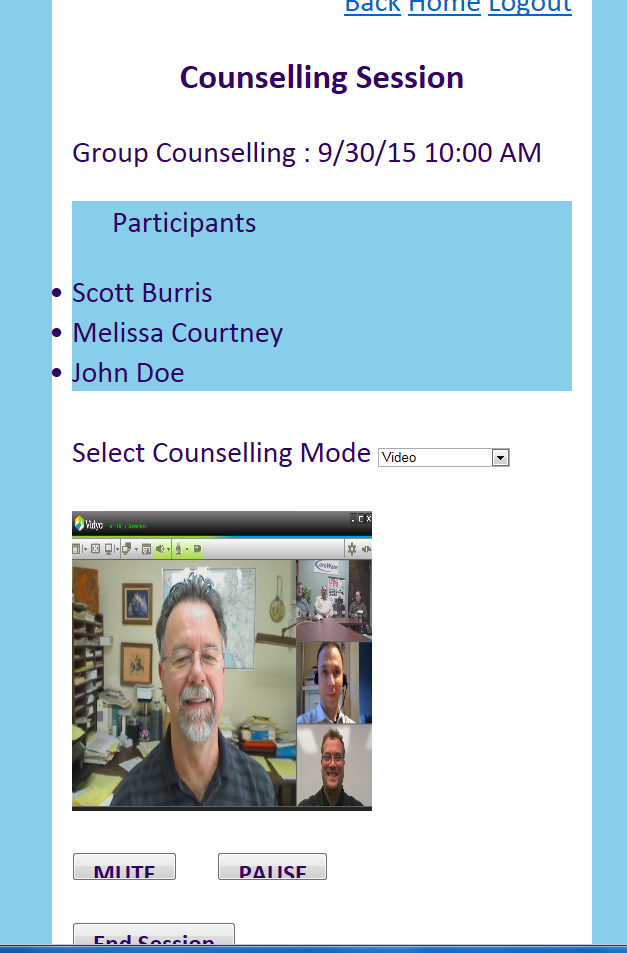 Back Home Logout
Counselling Session
Group Counselling : 9/30/15 10:00 AM
Participants
• Scott Burris
• Melissa Courtney
• John Doe
Select Counselling Mode Video
Vidyo
MUTE PAUSE
End Session